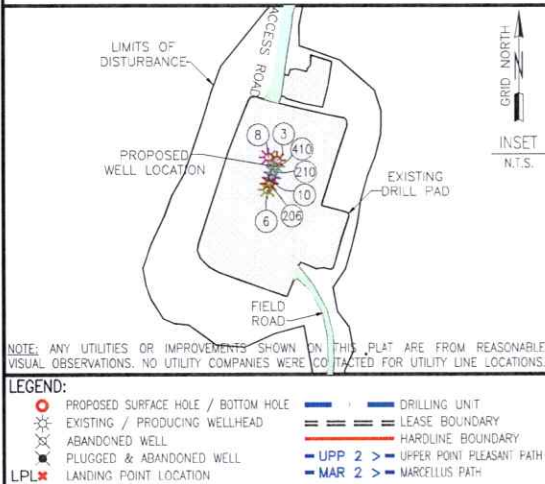 LIMITS OF
DISTURBANCE
ACCESS ROAD
GRID NORTH
N
INSET
N.T.S.
8
3
410
210
10
206
6
PROPOSED
WELL LOCATION
EXISTING
DRILL PAD
FIELD
ROAD
NOTE: ANY UTILITIES OR IMPROVEMENTS SHOWN ON THIS PLAT ARE FROM REASONABLE
VISUAL OBSERVATIONS. NO UTILITY COMPANIES WERE CONTACTED FOR UTILITY LINE LOCATIONS.
LEGEND:
PROPOSED SURFACE HOLE / BOTTOM HOLE
EXISTING / PRODUCING WELLHEAD
ABANDONED WELL
PLUGGED & ABANDONED WELL
LPL LANDING POINT LOCATION
DRILLING UNIT
LEASE BOUNDARY
HARDLINE BOUNDARY
UPP 2 > UPPER POINT PLEASANT PATH
MAR 2 > MARCELLUS PATH